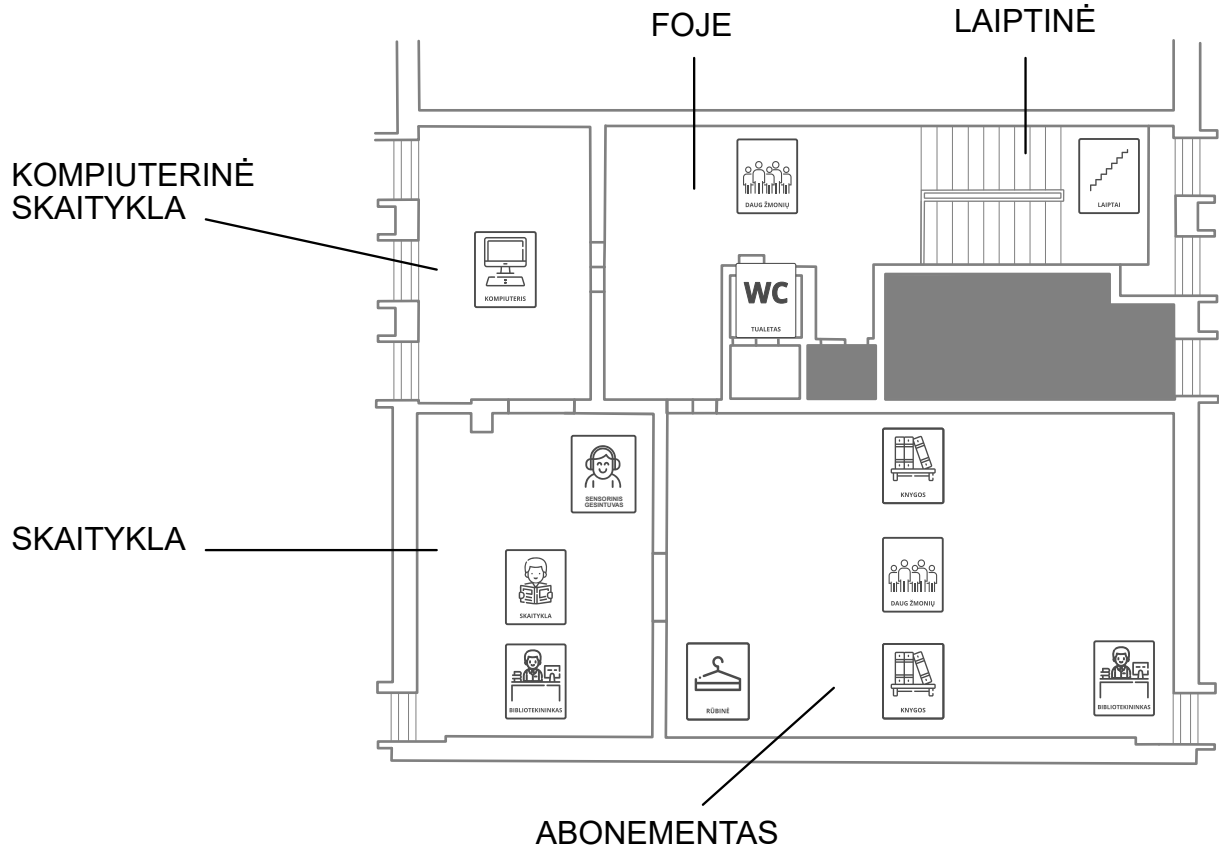 FOJE
LAIPTINĖ
KOMPIUTERINĖ
SKAITYKLA
DAUG ŽMONIŲ
LAIPTAI
KOMPIUTERIS
WC
TUALETAS
SENSORINIS
GESINTUVAS
KNYGOS
SKAITYKLA
SKAITYKLA
DAUG ŽMONIŲ
BIBLIOTEKININKAS
RŪBINĖ
KNYGOS
BIBLIOTEKININKAS
ABONEMENTAS